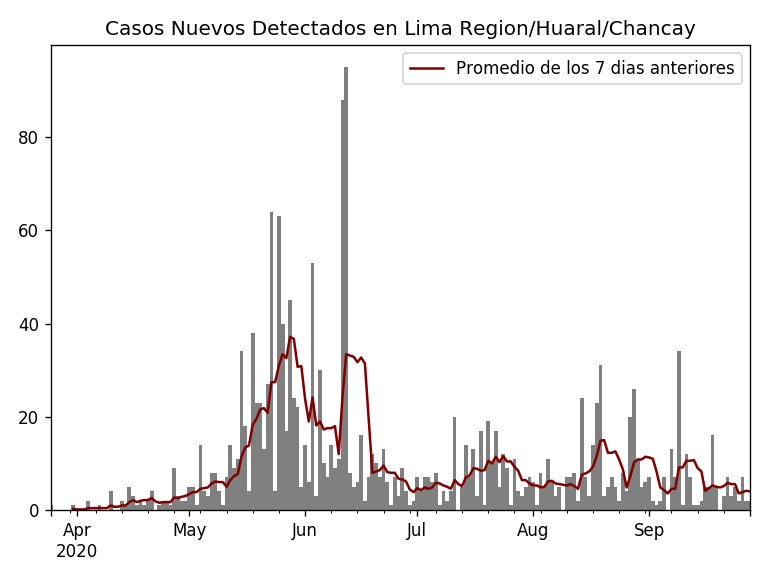 Casos Nuevos Detectados en Lima Region/Huaral/Chancay
Promedio de los 7 dias anteriores
80
60
40
20
0
Apr May Jun Jul Aug Sep
2020